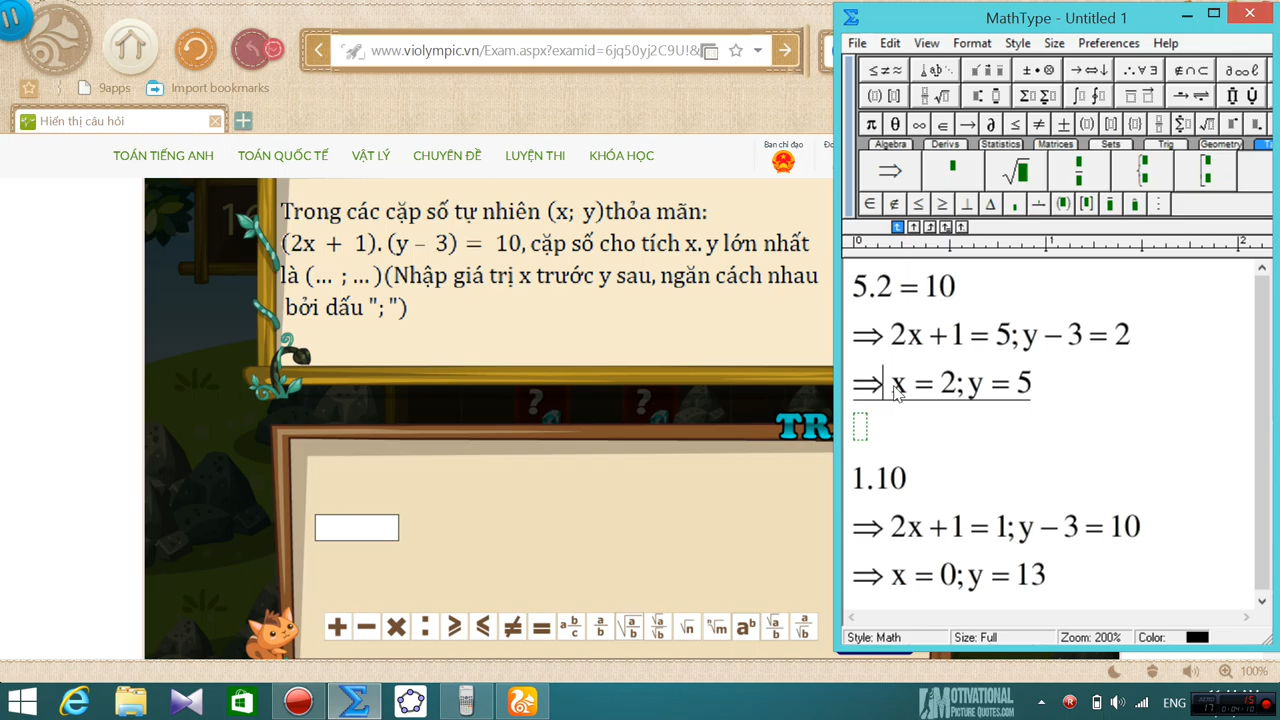 MathType - Untitled 1
www.violympic.vn/Exam.aspx?examid=6jq50yj2C9U!&
File Edit View Format Style Size Preferences Help
9apps Import bookmarks
Hiển thị câu hỏi
TOÁN TIẾNG ANH TOÁN QUỐC TẾ VẬT LÝ CHUYÊN ĐỀ LUYỆN THI KHÓA HỌC
Ban chỉ đạo
Algebra Derivs Statistics Matrices Sets Trig Geometry
0 1 2
Trong các cặp số tự nhiên (x; y)thỏa mãn:
(2x + 1). (y – 3) = 10, cặp số cho tích x. y lớn nhất
là (... ; ...)(Nhập giá trị x trước y sau, ngăn cách nhau
bởi dấu "; ")
5.2 = 10
⇒ 2x + 1 = 5; y − 3 = 2
⇒ x = 2; y = 5
1.10
⇒ 2x + 1 = 1; y − 3 = 10
⇒ x = 0; y = 13
? ?
TR
+ − × : ≥ ≤ ≠ =
Style: Math Size: Full Zoom: 200% Color:
100%
MOTIVATIONAL
PICTURE QUOTES.COM
ENG